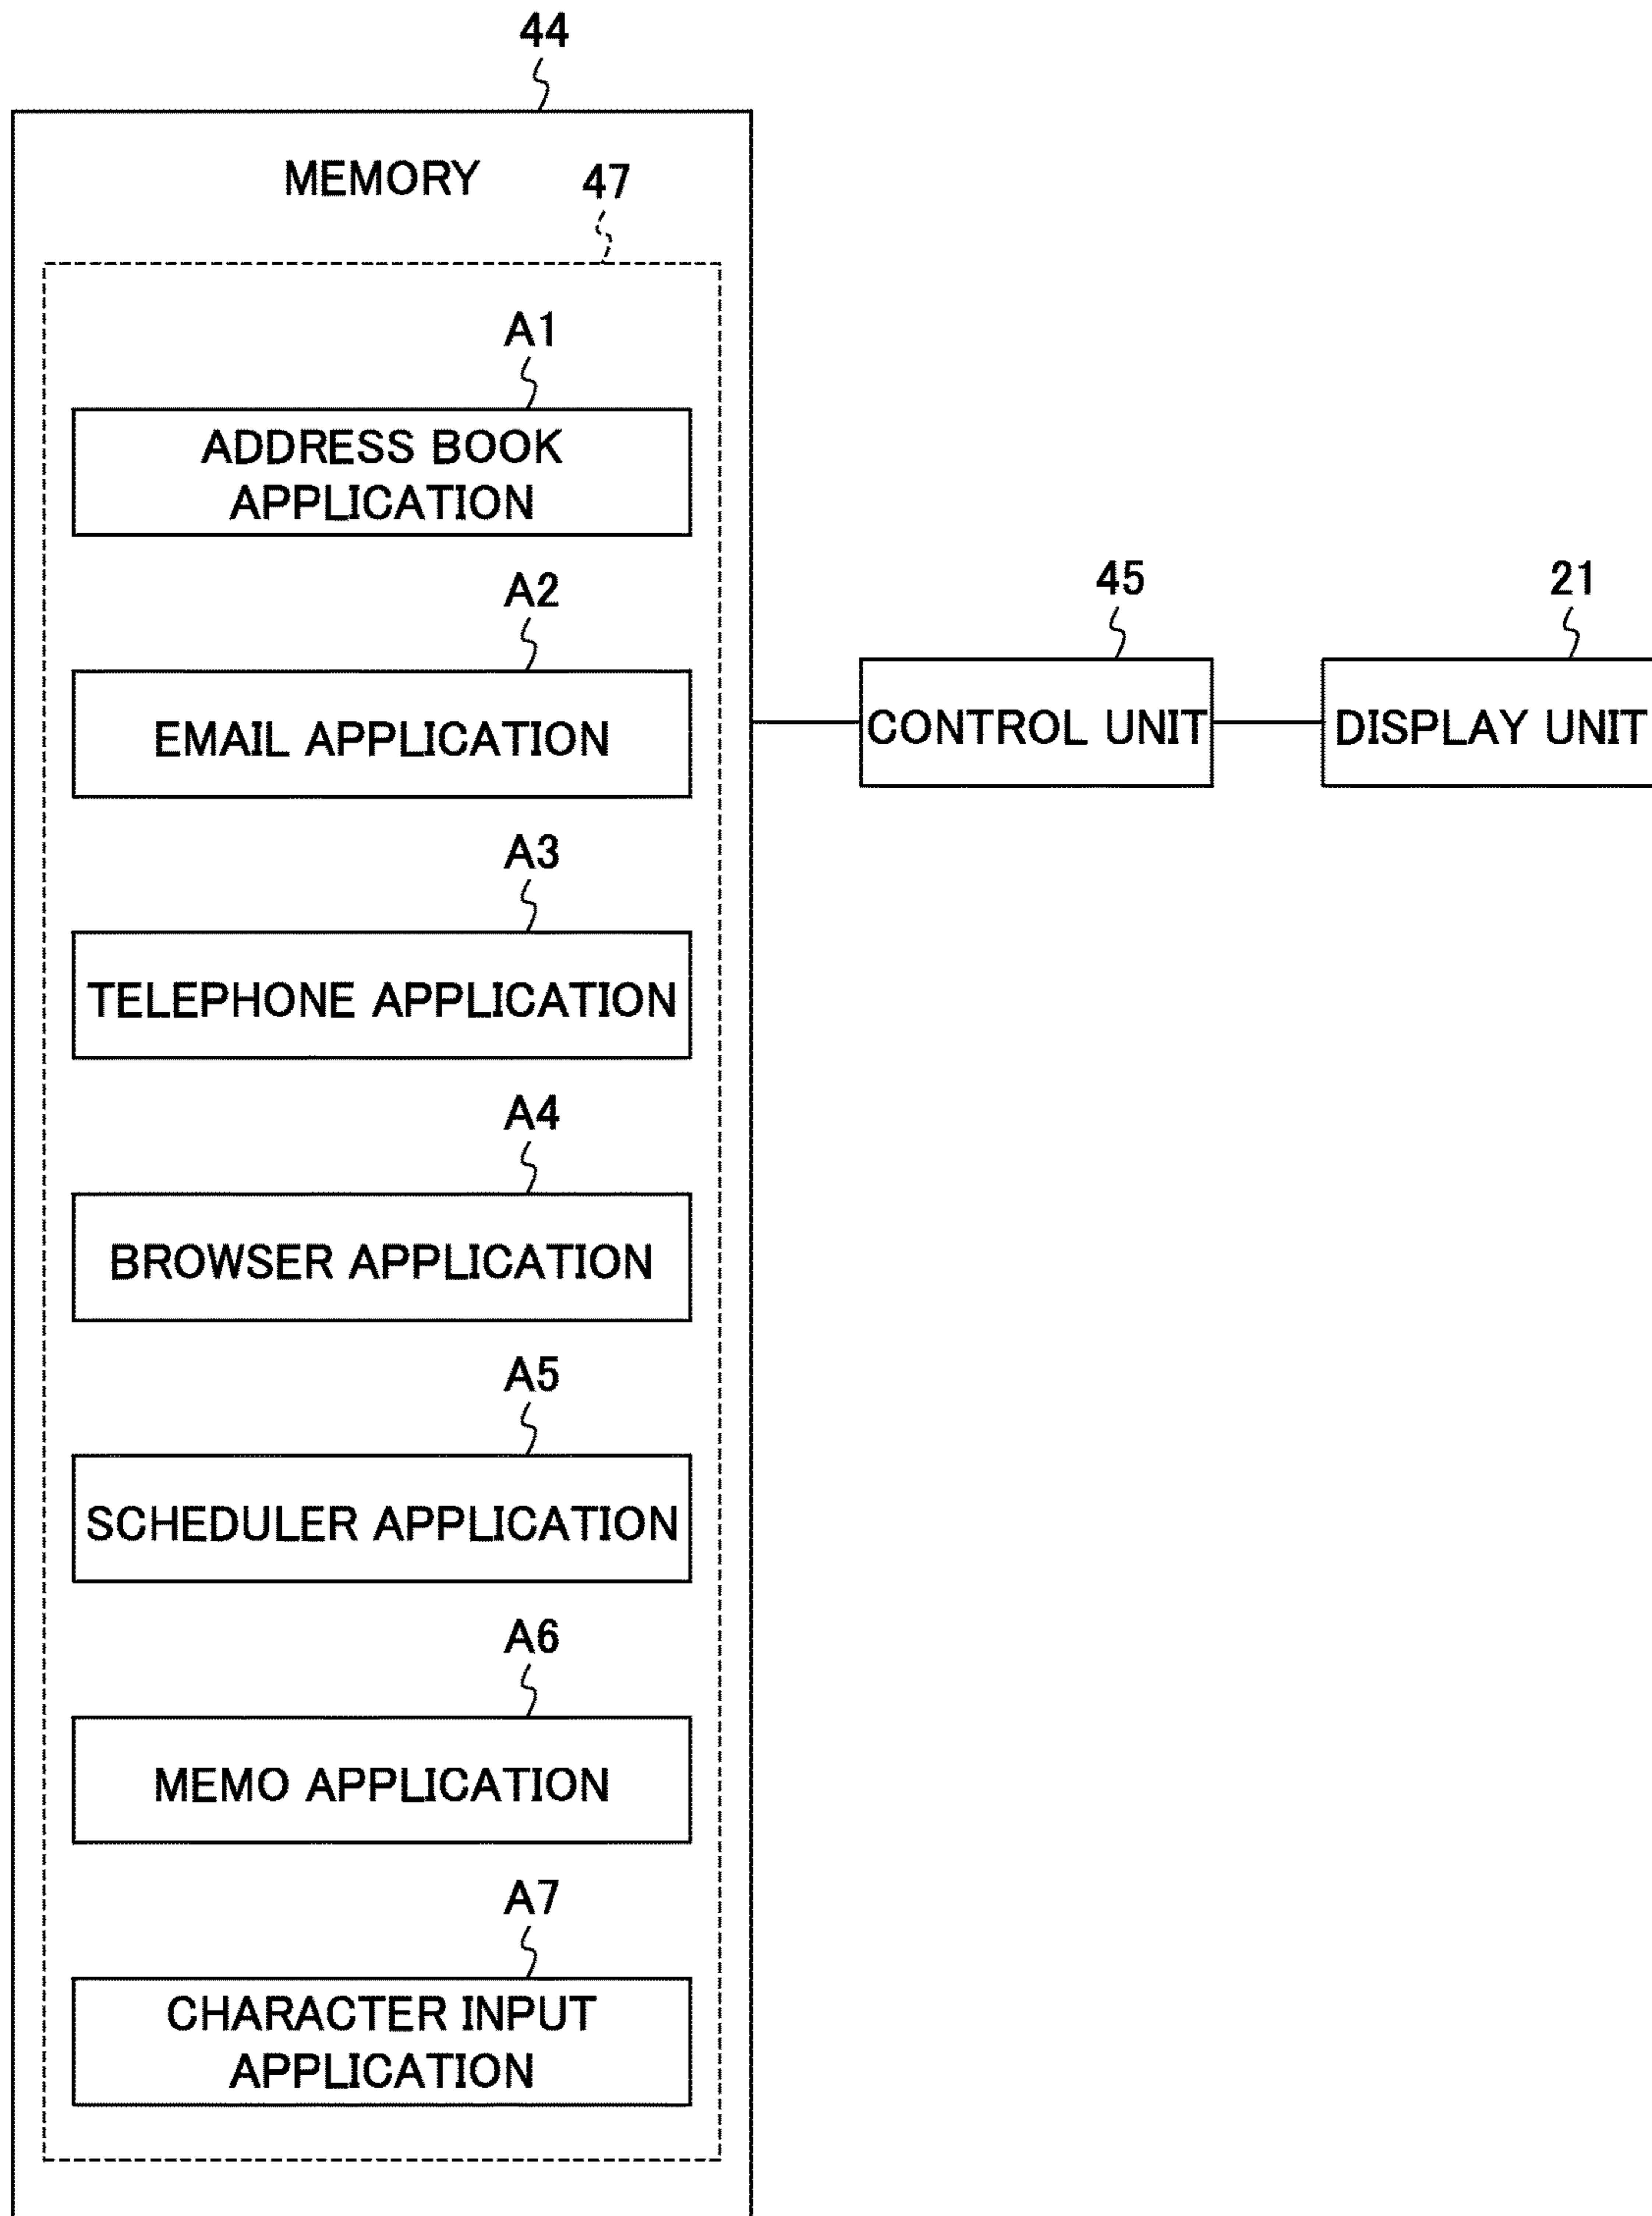 44
MEMORY
47
A1
ADDRESS BOOK
APPLICATION
A2
EMAIL APPLICATION
A3
TELEPHONE APPLICATION
A4
BROWSER APPLICATION
A5
SCHEDULER APPLICATION
A6
MEMO APPLICATION
A7
CHARACTER INPUT
APPLICATION
45
CONTROL UNIT
21
DISPLAY UNIT